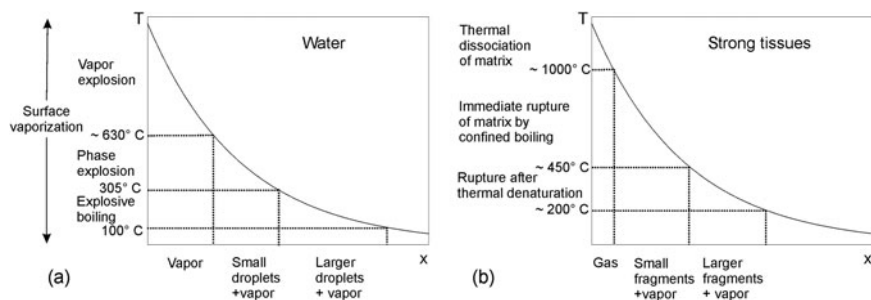 T
Water
Vapor
explosion
Surface
vaporization
~ 630° C
Phase
explosion
305° C
Explosive
boiling
100° C
x
(a)
Vapor
Small
droplets
+vapor
Larger
droplets
+ vapor
T
Strong tissues
Thermal
dissociation
of matrix
~ 1000° C
Immediate rupture
of matrix by
confined boiling
~ 450° C
Rupture after
thermal denaturation
~ 200° C
x
(b)
Gas
Small
fragments
+vapor
Larger
fragments
+ vapor